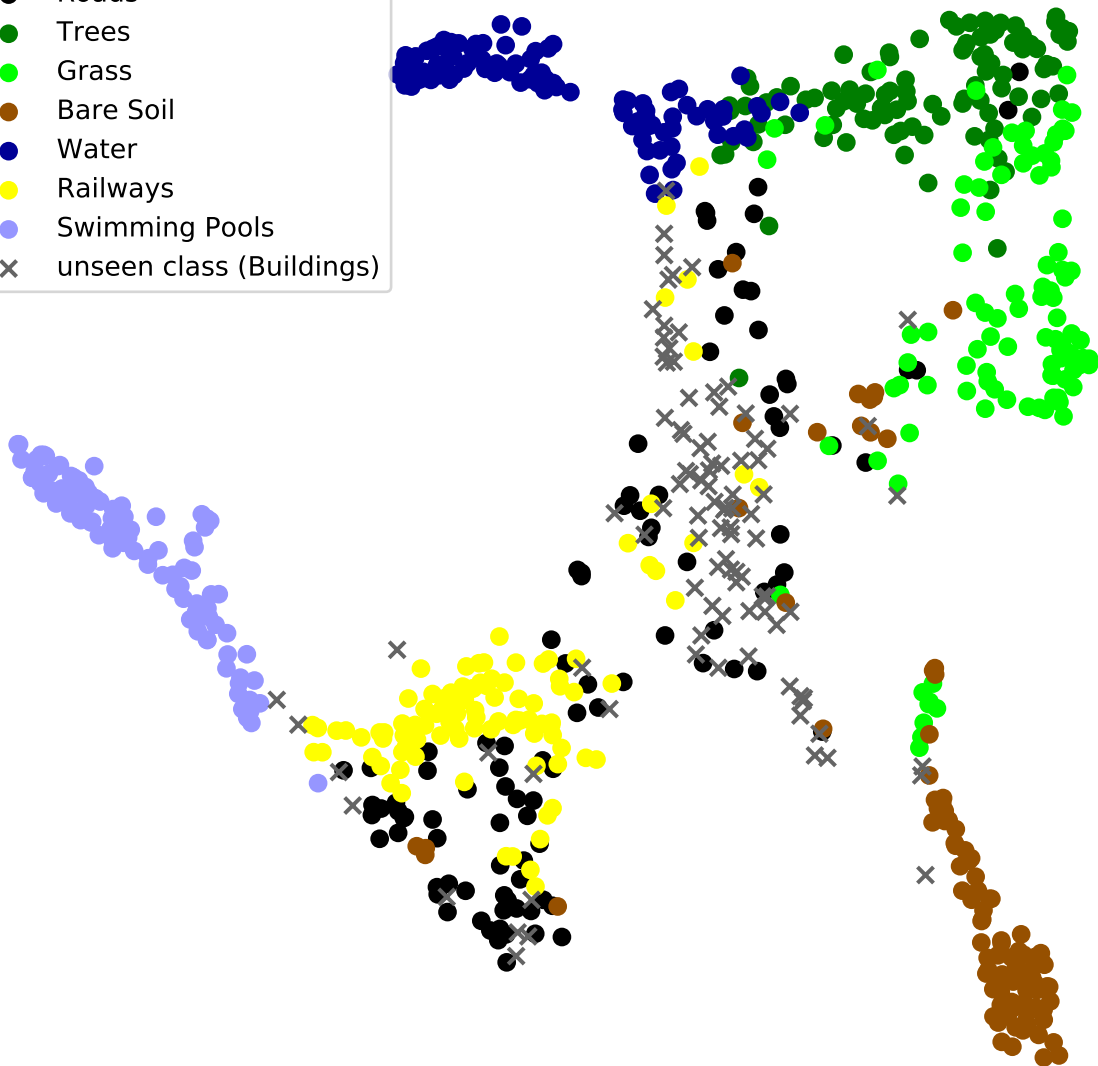 Trees
Grass
Bare Soil
Water
Railways
Swimming Pools
unseen class (Buildings)